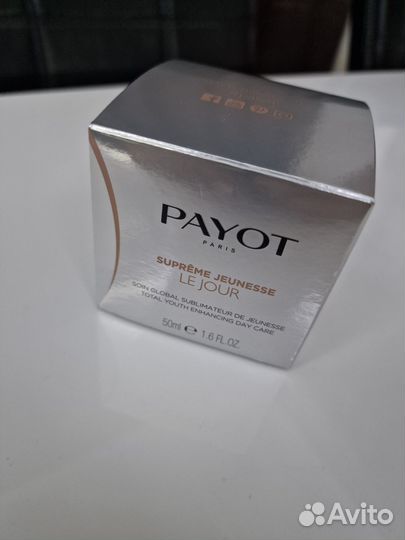 PAYOT
PARIS
SUPRÊME JEUNESSE
LE JOUR
SOIN GLOBAL SUBLIMATEUR DE JEUNESSE
TOTAL YOUTH ENHANCING DAY CARE
50ml e 1.6 FL.OZ.
Avito